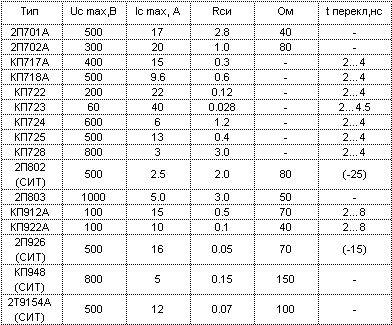 Тип Uс max,В Iс max, А Rси Ом t перекл,нс
2П701А 500 17 2.8 40 -
2П702А 300 20 1.0 80 -
КП717А 400 15 0.3 - 2...4
КП718А 500 9.6 0.6 - 2...4
КП722 200 22 0.12 - 2...4
КП723 60 40 0.028 - 2...4.5
КП724 600 6 1.2 - 2...4
КП725 500 13 0.4 - 2...4
КП728 800 3 3.0 - 2...4
2П802
(СИТ) 500 2.5 2.0 80 (-25)
2П803 1000 5.0 3.0 50 -
КП912А 100 15 0.5 70 2...8
КП922А 100 10 0.1 40 2...8
2П926
(СИТ) 500 16 0.05 70 (-15)
КП948
(СИТ) 800 5 0.15 150 -
2Т9154А
(СИТ) 500 12 0.07 100 -